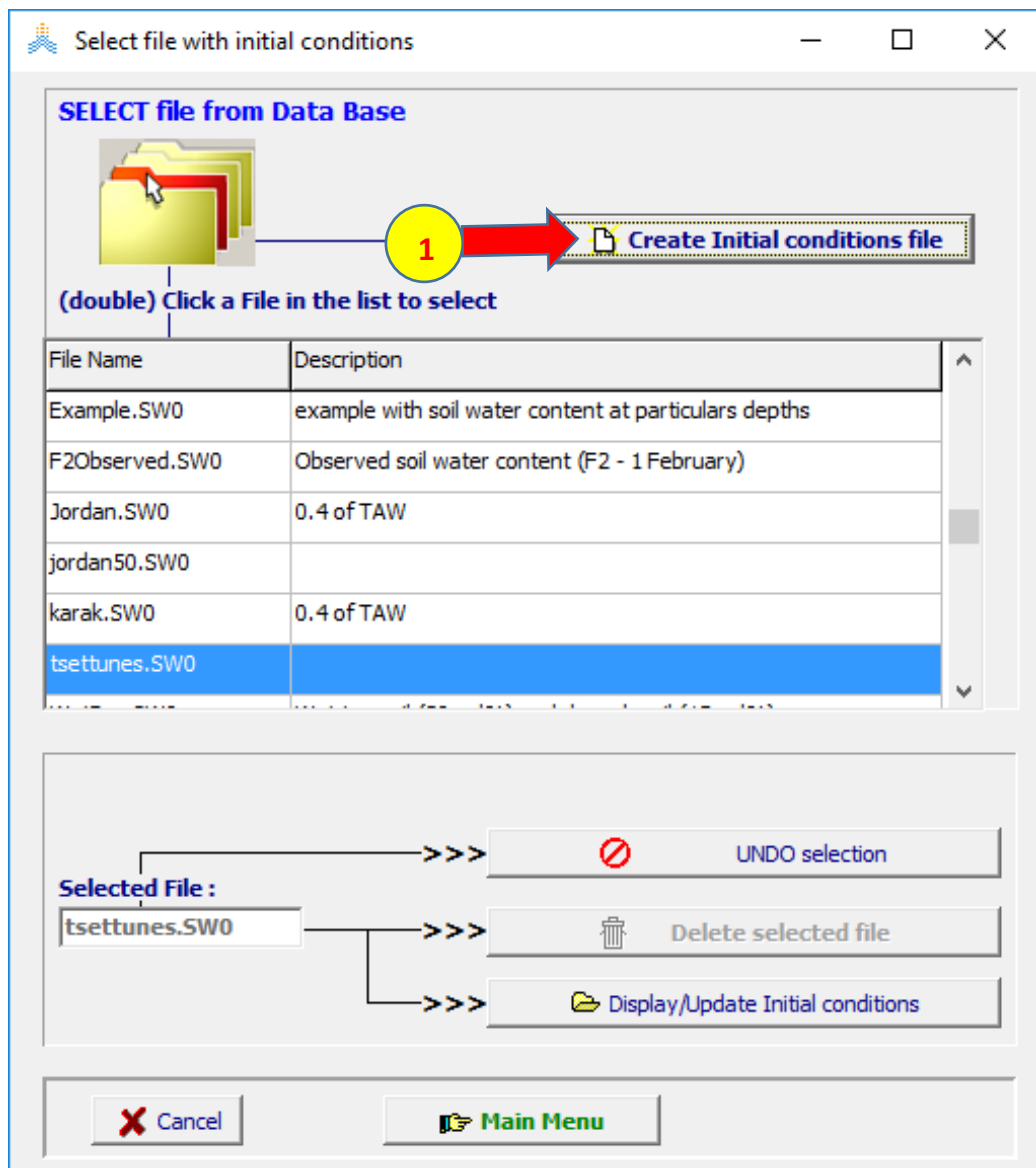 Select file with initial conditions
SELECT file from Data Base
1
Create Initial conditions file
(double) Click a File in the list to select
File Name Description
Example.SW0 example with soil water content at particulars depths
F2Observed.SW0 Observed soil water content (F2 - 1 February)
Jordan.SW0 0.4 of TAW
jordan50.SW0
karak.SW0 0.4 of TAW
tsettunes.SW0
>>> UNDO selection
Selected File :
tsettunes.SW0 >>> Delete selected file
>>> Display/Update Initial conditions
Cancel Main Menu